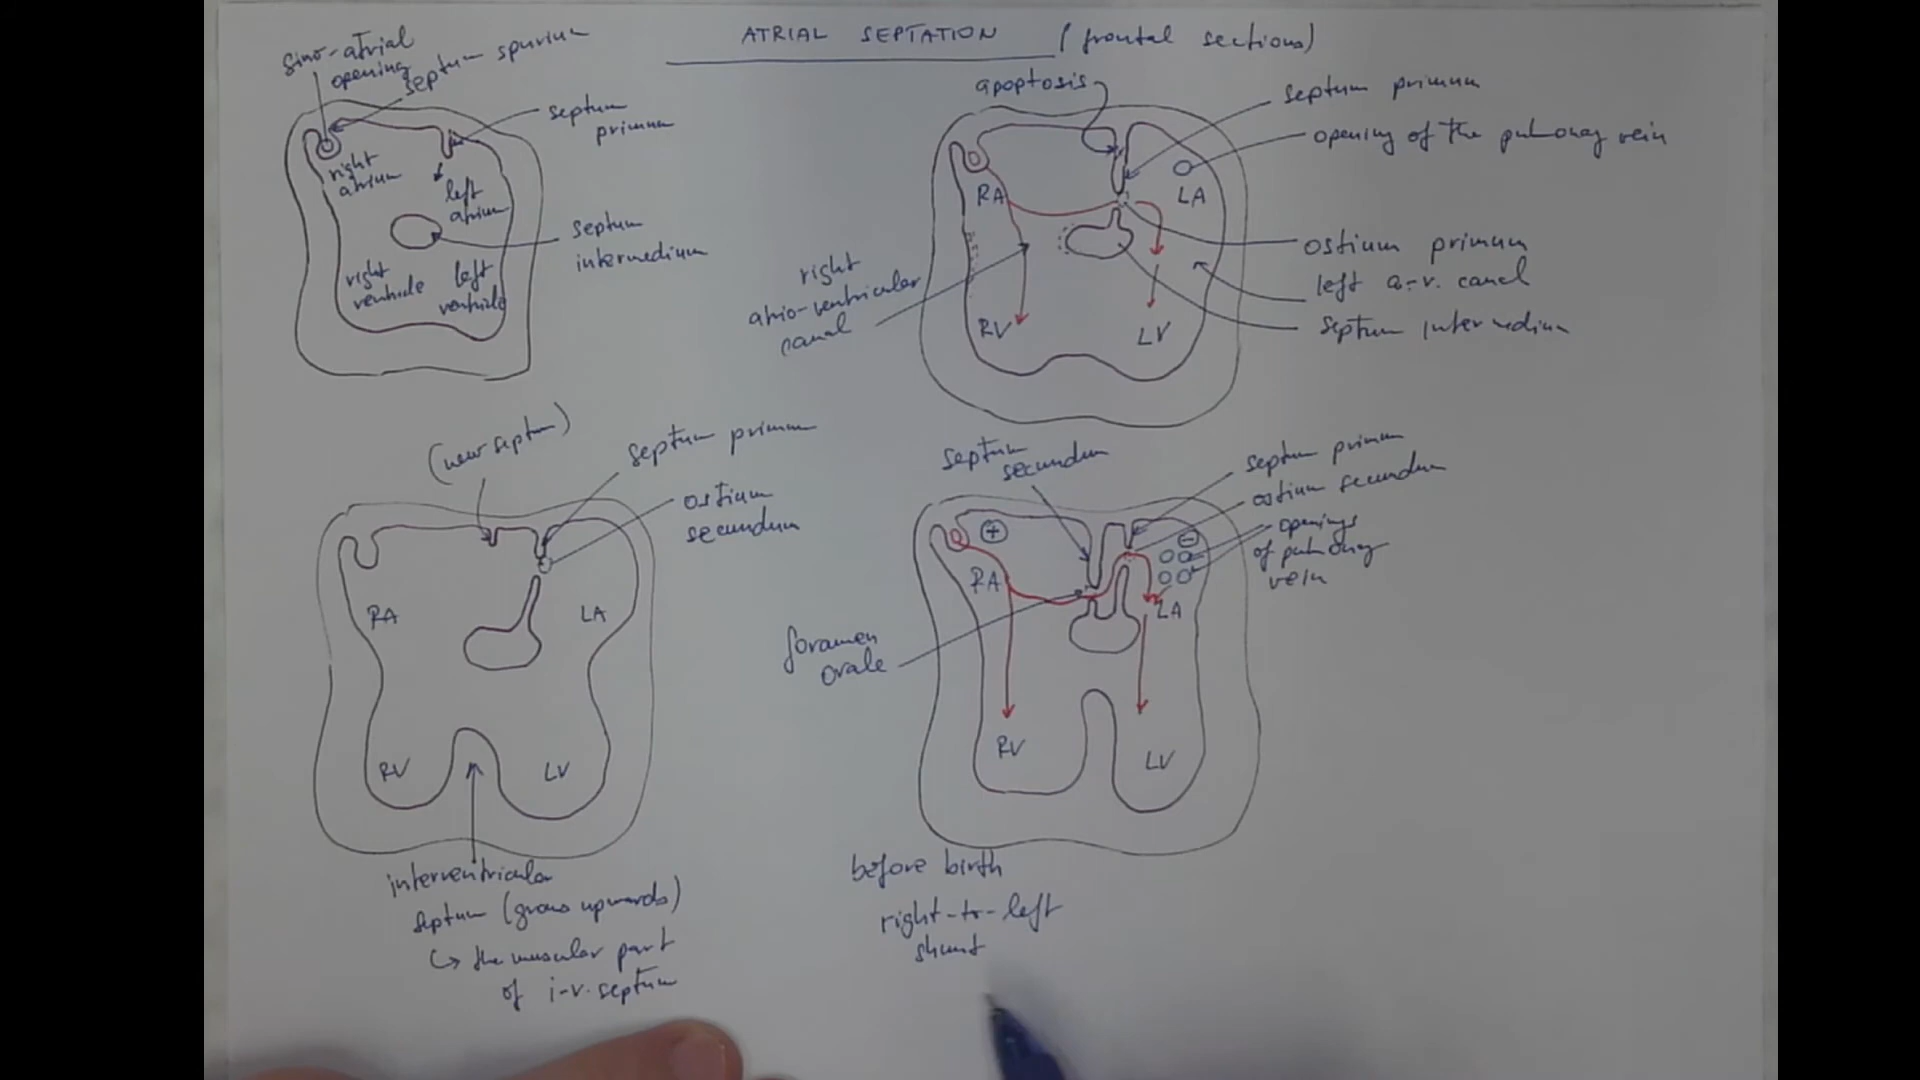 ATRIAL SEPTATION (frontal sections)
sino-atrial
opening
septum spurium
septum
primum
right
atrium
left
atrium
septum
intermedium
right
ventricle
left
ventricle
apoptosis
septum primum
opening of the pulmonary vein
RA
LA
ostium primum
left a-v. canal
septum intermedium
right
atrio-ventricular
canal
RV
LV
(new septum)
septum primum
ostium
secundum
RA
LA
RV
LV
interventricular
septum (grows upwards)
↳ the muscular part
of i-v. septum
septum
secundum
septum primum
ostium secundum
openings
of pulmonary
vein
+
−
RA
LA
foramen
ovale
RV
LV
before birth
right-to-left
shunt